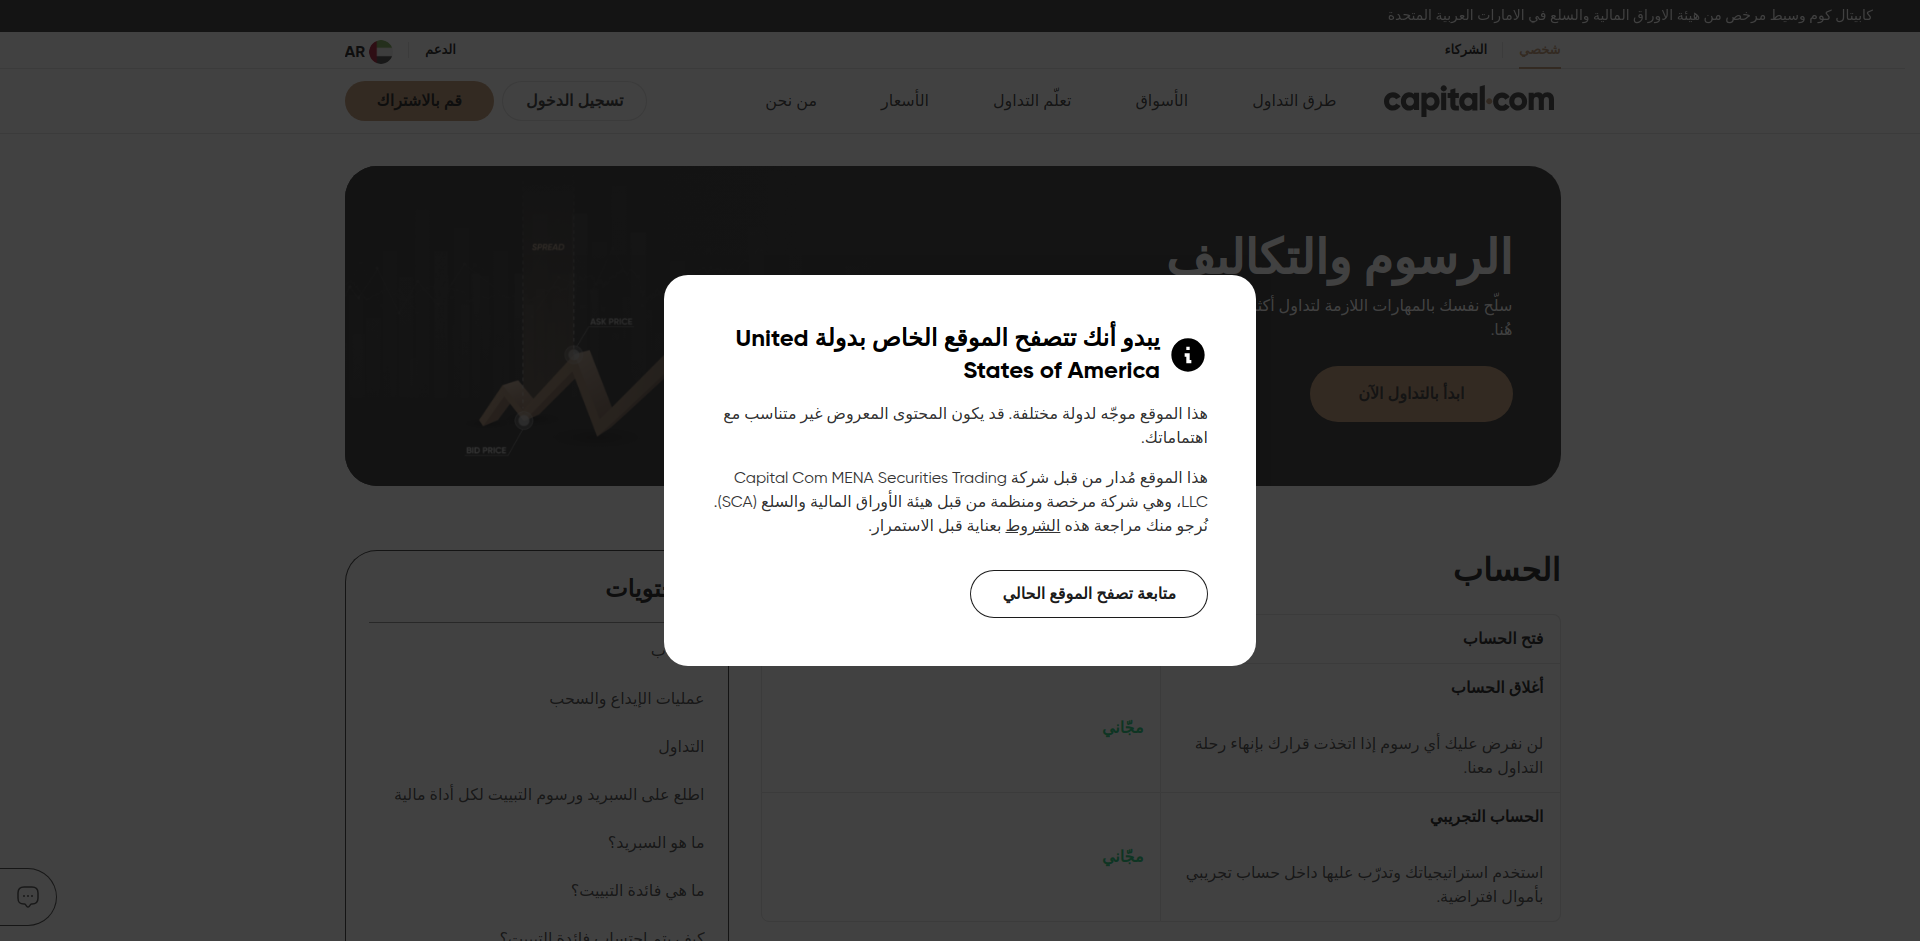 كابيتال كوم وسيط مرخص من هيئة الاوراق المالية والسلع في الامارات العربية المتحدة
شخصي
الشركاء
الدعم
AR
capital.com
طرق التداول
الأسواق
تعلّم التداول
الأسعار
من نحن
تسجيل الدخول
قم بالاشتراك
الرسوم والتكاليف
سلّح نفسك بالمهارات اللازمة لتداول
هُنا.
ابدأ بالتداول الآن
SPREAD
ASK PRICE
BID PRICE
يبدو أنك تتصفح الموقع الخاص بدولة United
States of America
هذا الموقع موجّه لدولة مختلفة. قد يكون المحتوى المعروض غير متناسب مع
اهتماماتك.
هذا الموقع مُدار من قبل شركة Capital Com MENA Securities Trading
LLC، وهي شركة مرخصة ومنظمة من قبل هيئة الأوراق المالية والسلع (SCA).
نُرجو منك مراجعة هذه الشروط بعناية قبل الاستمرار.
متابعة تصفح الموقع الحالي
الحساب
فتح الحساب
أغلاق الحساب
لن نفرض عليك أي رسوم إذا اتخذت قرارك بإنهاء رحلة
التداول معنا.
مجّاني
الحساب التجريبي
استخدم استراتيجياتك وتدرّب عليها داخل حساب تجريبي
بأموال افتراضية.
مجّاني
عمليات الإيداع والسحب
التداول
اطلع على السبريد ورسوم التبييت لكل أداة مالية
ما هو السبريد؟
ما هي فائدة التبييت؟
كيف يتم احتساب فائدة التبييت؟